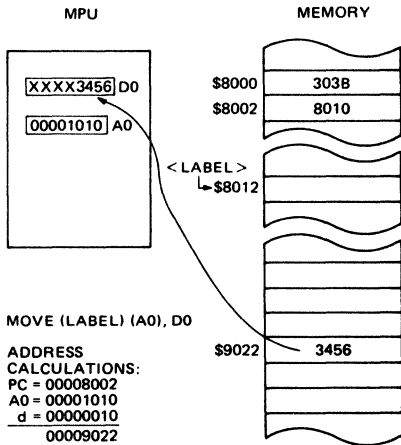 MPU
MEMORY
XXXX3456 D0
00001010 A0
$8000 303B
$8002 8010
<LABEL>
$8012
MOVE (LABEL) (A0), D0
$9022 3456
ADDRESS
CALCULATIONS:
PC = 00008002
A0 = 00001010
d = 00000010
00009022